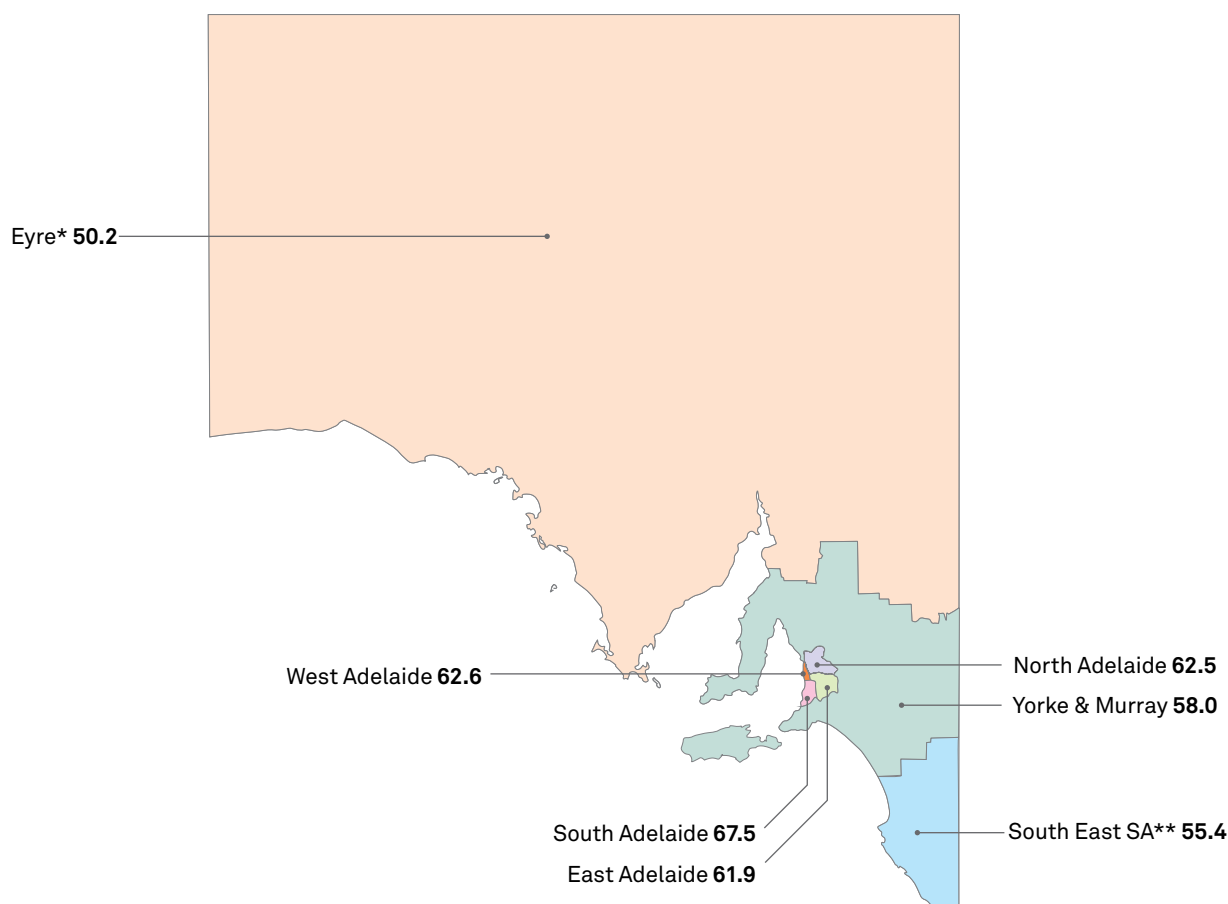 Eyre* 50.2
West Adelaide 62.6
North Adelaide 62.5
Yorke & Murray 58.0
South Adelaide 67.5
South East SA** 55.4
East Adelaide 61.9